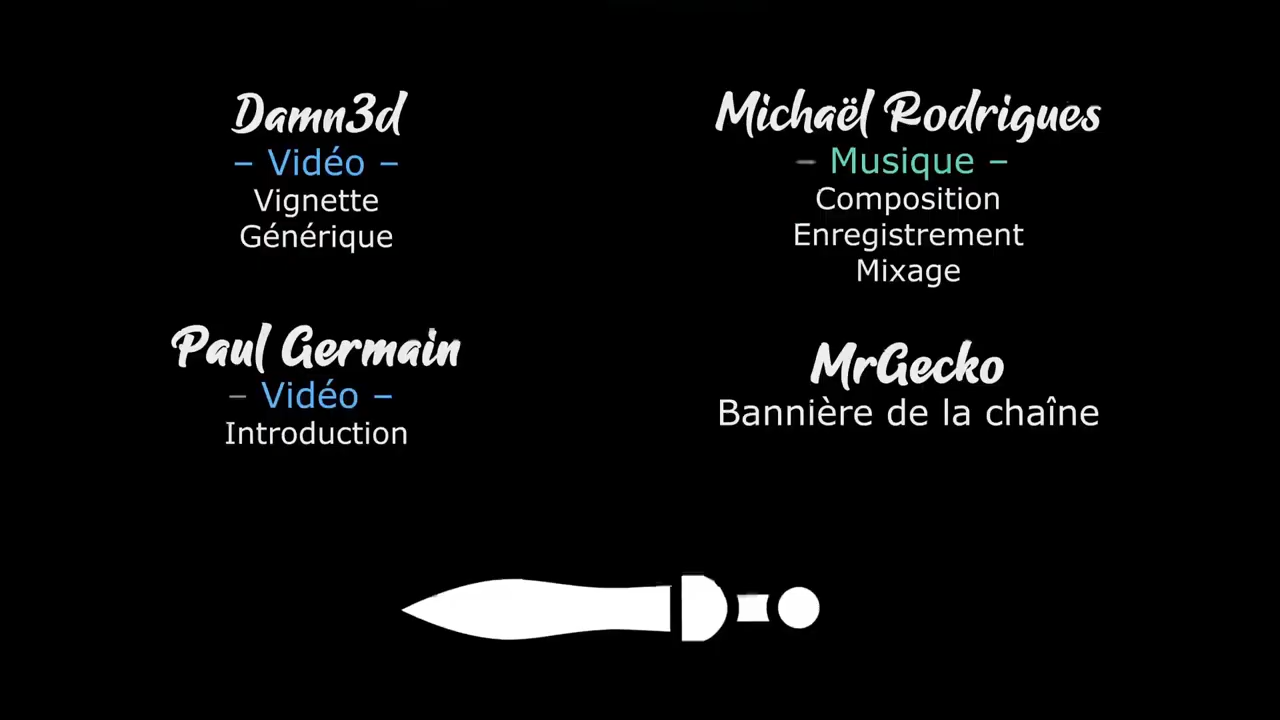 Damn3d
– Vidéo –
Vignette
Générique
Michaël Rodrigues
– Musique –
Composition
Enregistrement
Mixage
Paul Germain
– Vidéo –
Introduction
MrGecko
Bannière de la chaîne